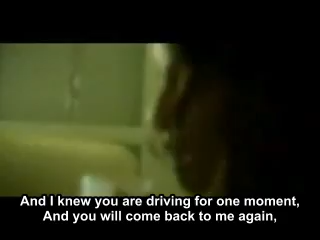 And I knew you are driving for one moment,
And you will come back to me again,